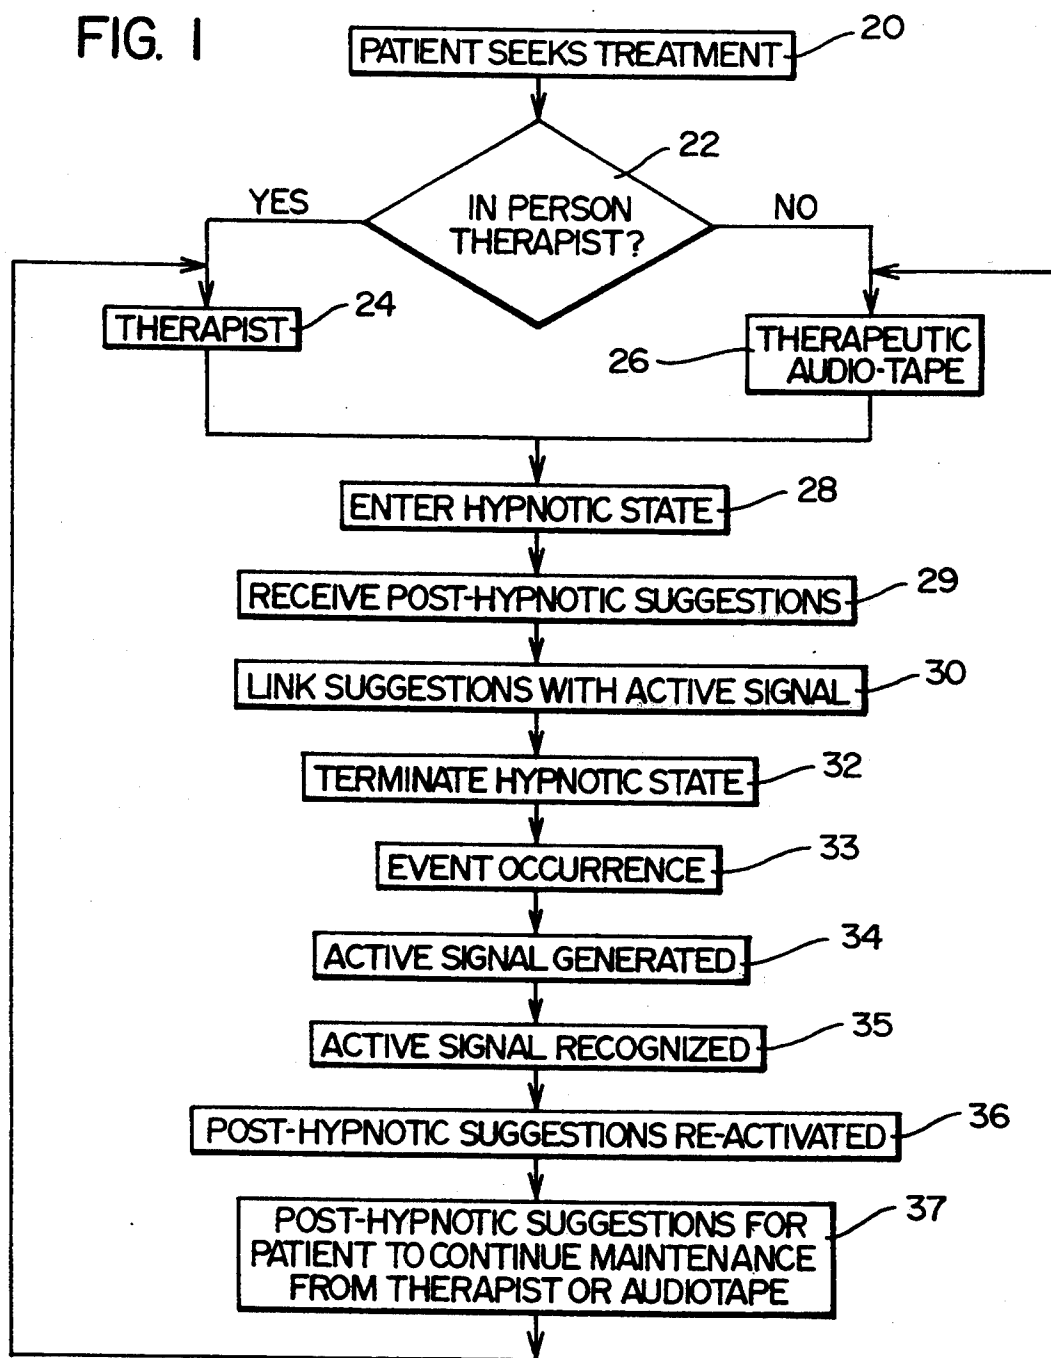 FIG. 1
PATIENT SEEKS TREATMENT
20
22
IN PERSON
THERAPIST?
YES
NO
THERAPIST
24
26
THERAPEUTIC
AUDIO-TAPE
ENTER HYPNOTIC STATE
28
RECEIVE POST-HYPNOTIC SUGGESTIONS
29
LINK SUGGESTIONS WITH ACTIVE SIGNAL
30
TERMINATE HYPNOTIC STATE
32
EVENT OCCURRENCE
33
ACTIVE SIGNAL GENERATED
34
ACTIVE SIGNAL RECOGNIZED
35
POST-HYPNOTIC SUGGESTIONS RE-ACTIVATED
36
POST-HYPNOTIC SUGGESTIONS FOR
PATIENT TO CONTINUE MAINTENANCE
FROM THERAPIST OR AUDIOTAPE
37